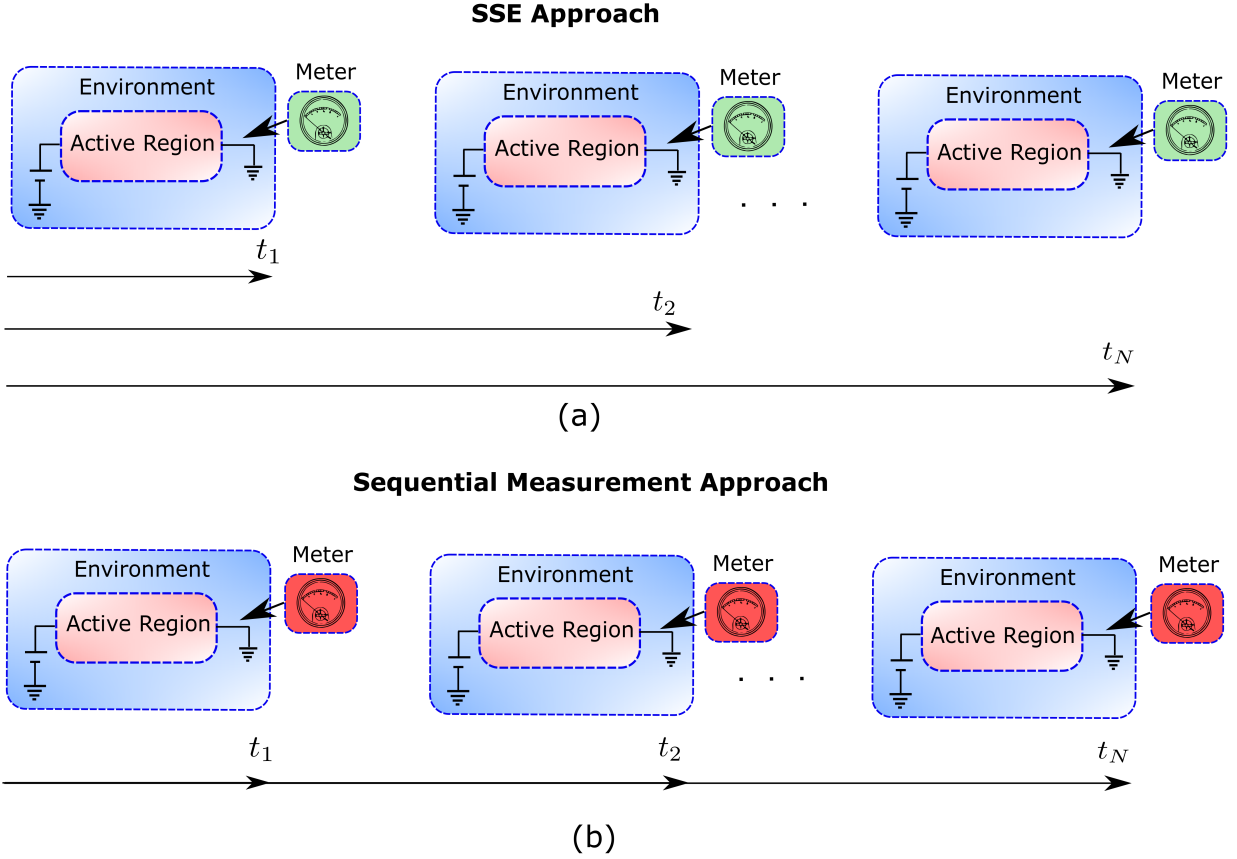 SSE Approach
Meter
Environment
Active Region
Meter
Environment
Active Region
Meter
Environment
Active Region
. . .
t1
t2
tN
(a)
Sequential Measurement Approach
Meter
Environment
Active Region
Meter
Environment
Active Region
Meter
Environment
Active Region
. . .
t1
t2
tN
(b)